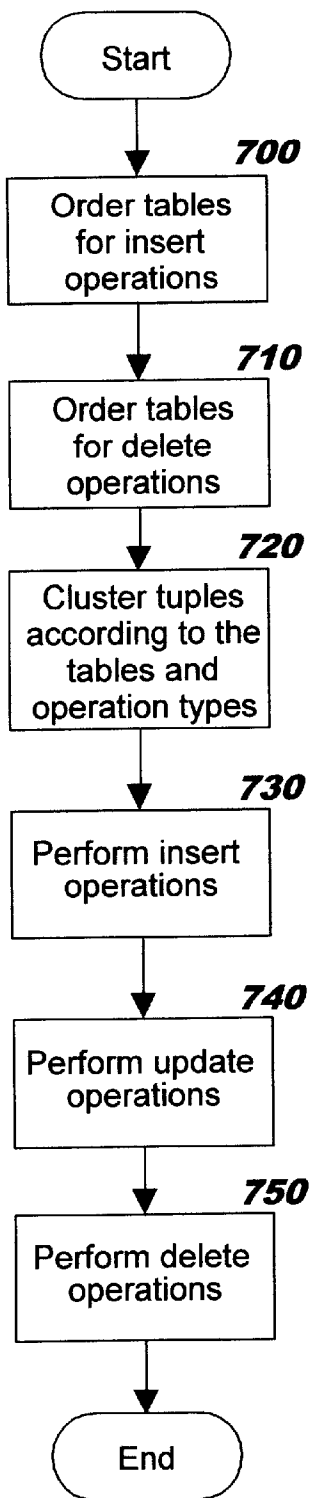 Start
700
Order tables
for insert
operations
710
Order tables
for delete
operations
720
Cluster tuples
according to the
tables and
operation types
730
Perform insert
operations
740
Perform update
operations
750
Perform delete
operations
End